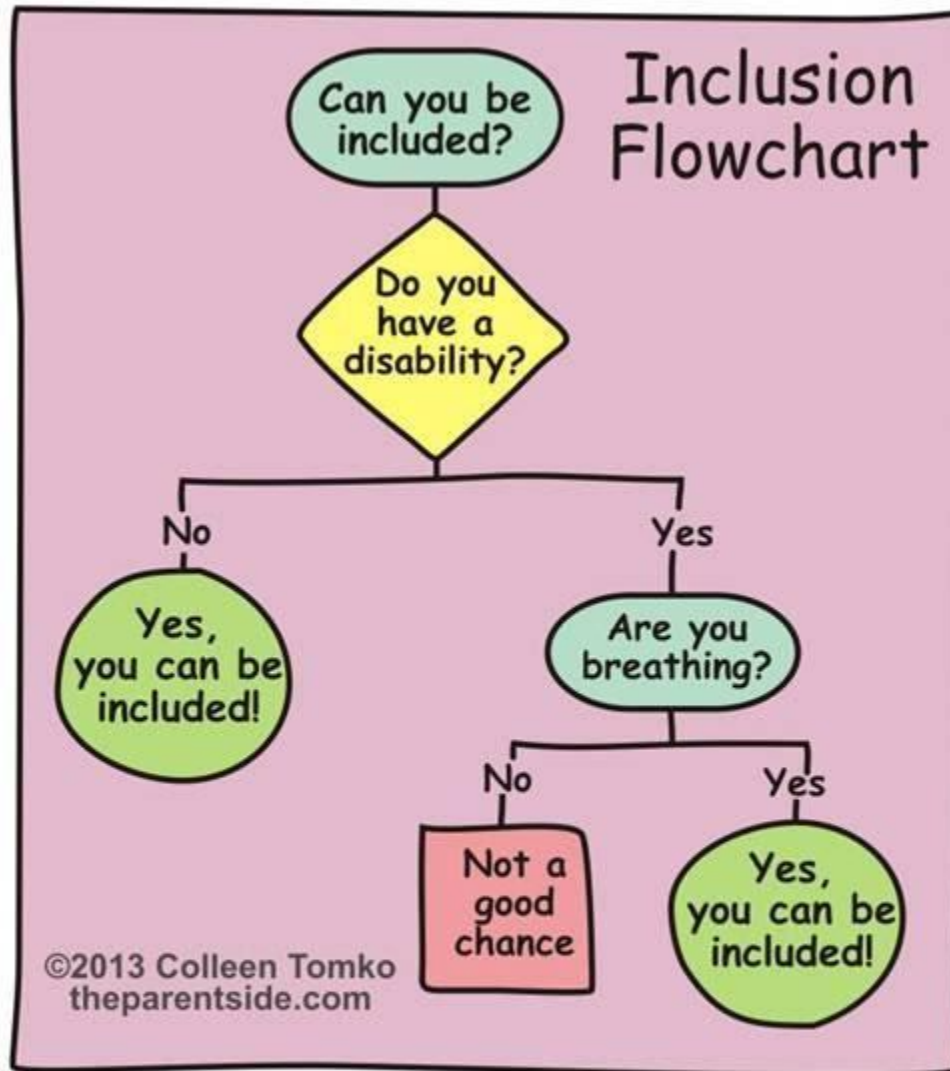 Inclusion
Flowchart
Can you be
included?
Do you
have a
disability?
No
Yes
Yes,
you can be
included!
Are you
breathing?
No
Yes
Not a
good
chance
Yes,
you can be
included!
©2013 Colleen Tomko
theparentside.com